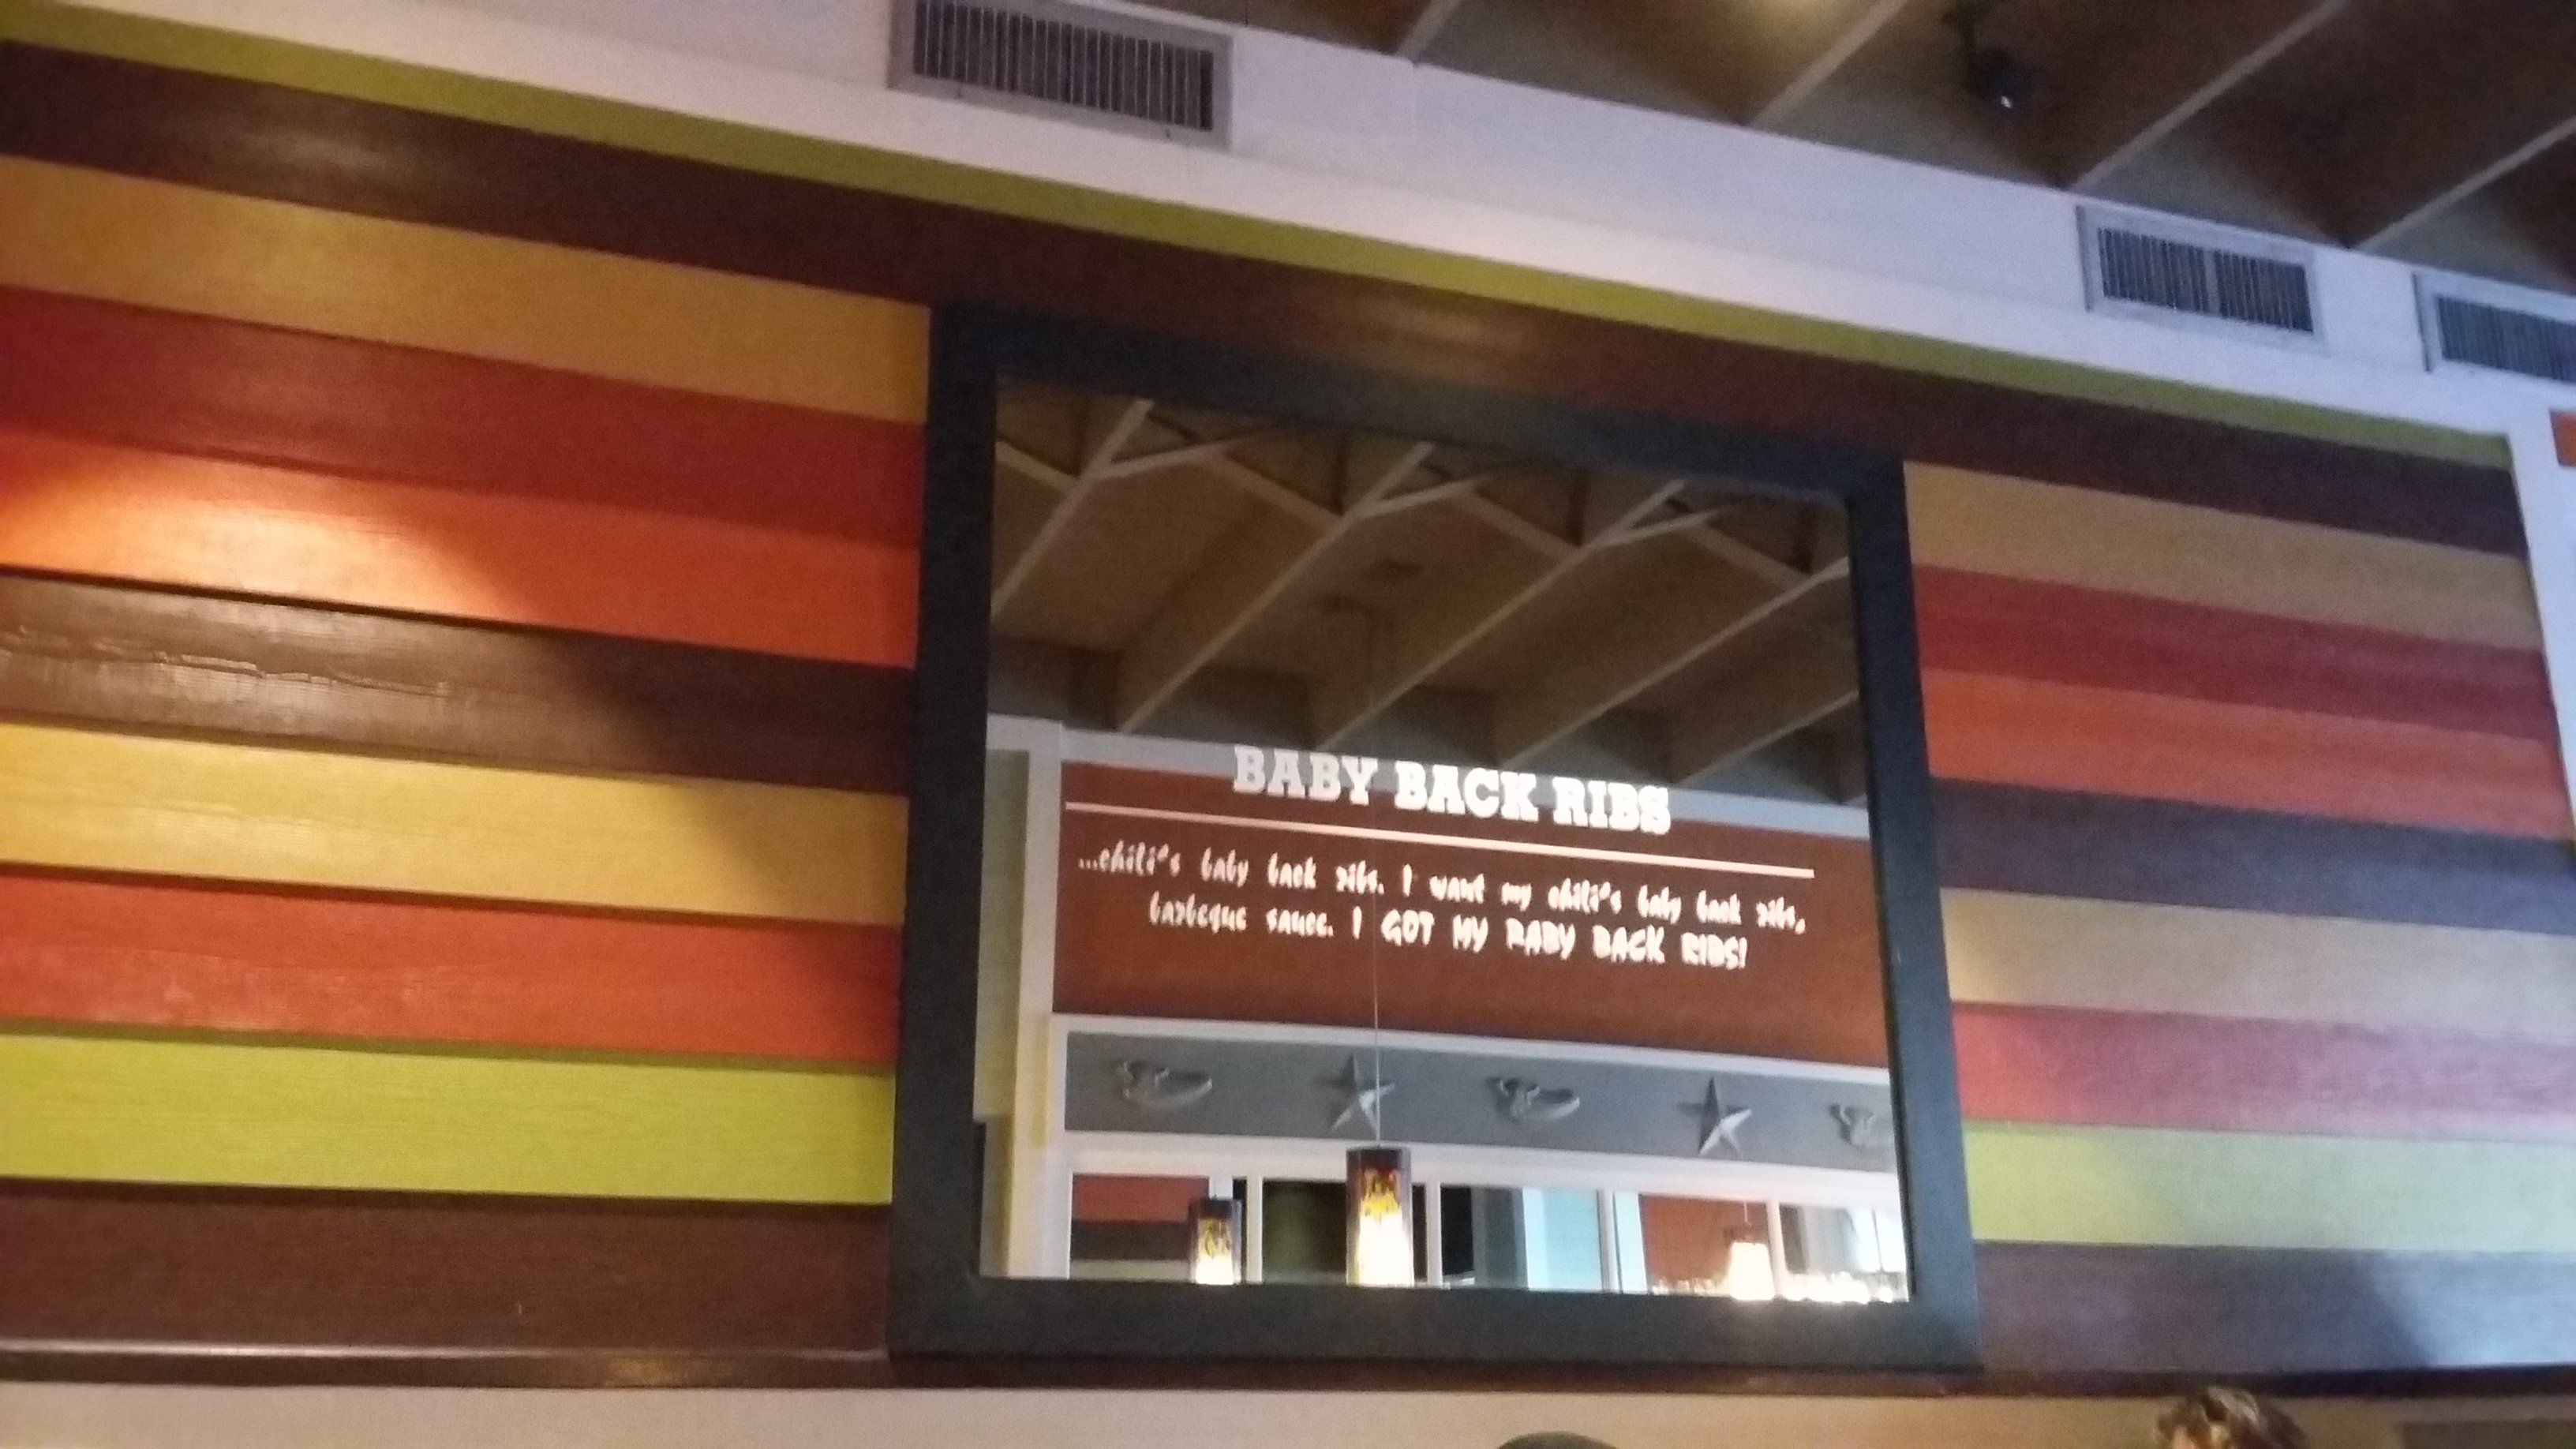 BABY BACK RIBS
...chili's baby back ribs. I want my chili's baby back ribs,
barbeque sauce. I GOT MY BABY BACK RIBS!